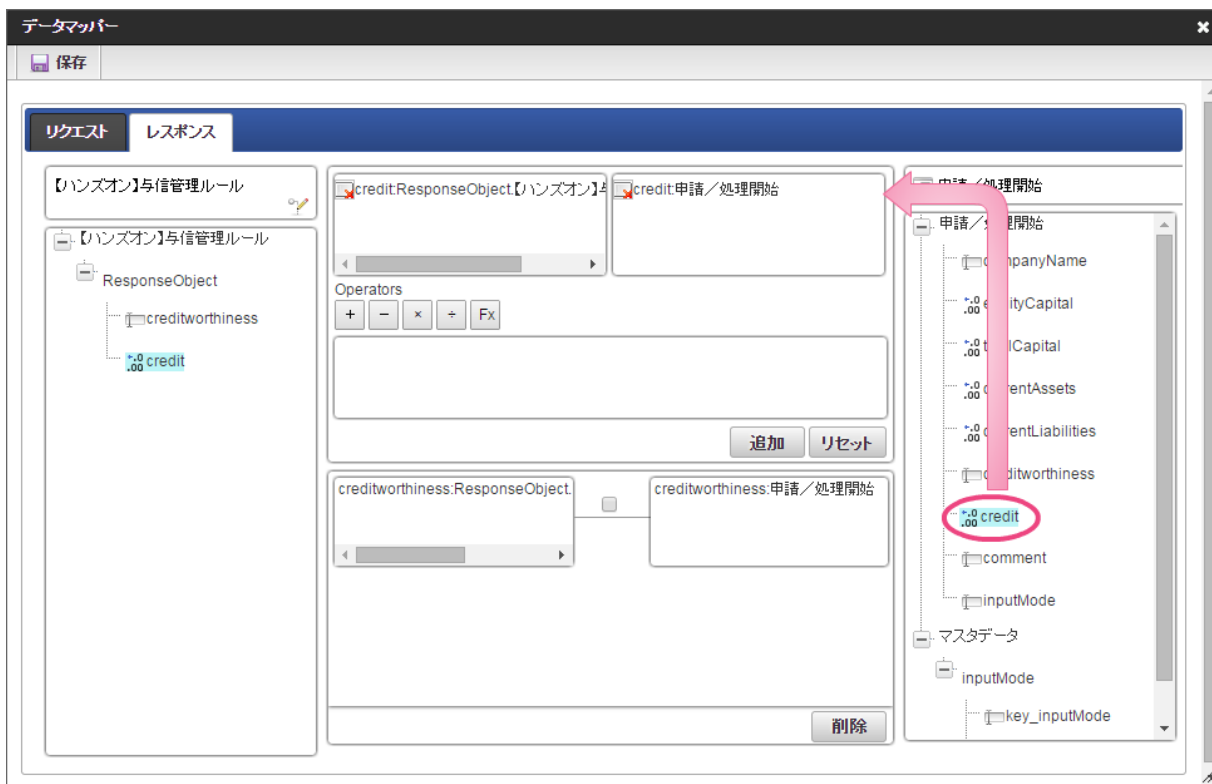 データマッパー
保存
リクエスト
レスポンス
【ハンズオン】与信管理ルール
【ハンズオン】与信管理ルール
ResponseObject
creditworthiness
credit
credit:ResponseObject.【ハンズオン】与
credit:申請／処理開始
Operators
+ − × ÷ Fx
追加
リセット
creditworthiness:ResponseObject.
creditworthiness:申請／処理開始
削除
申請／処理開始
申請／処理開始
companyName
equityCapital
totalCapital
currentAssets
currentLiabilities
creditworthiness
credit
comment
inputMode
マスタデータ
inputMode
key_inputMode